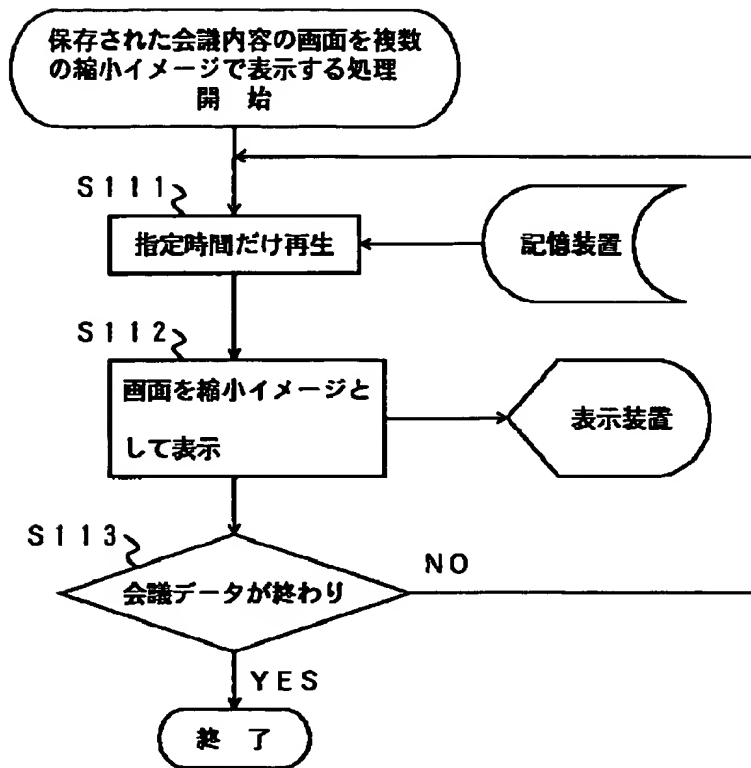 保存された会議内容の画面を複数
の縮小イメージで表示する処理
開 始
S111
指定時間だけ再生
記憶装置
S112
画面を縮小イメージと
して表示
表示装置
S113
会議データが終わり
NO
YES
終 了